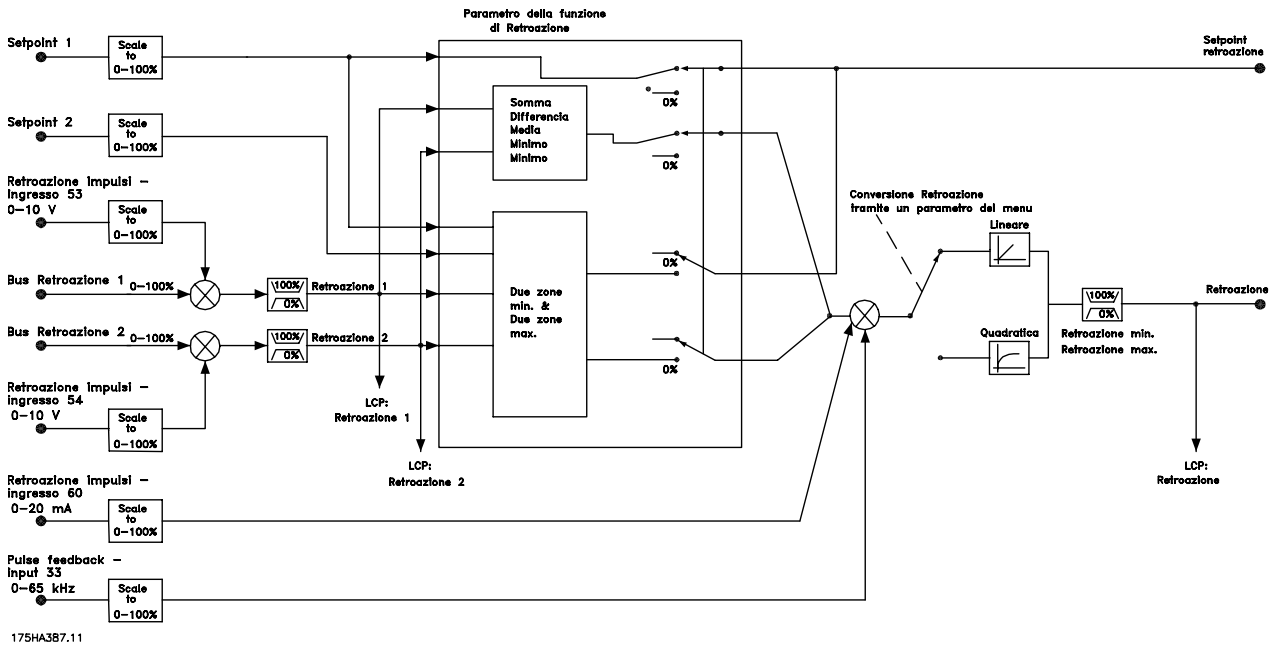 Parametro della funzione
di Retroazione
Setpoint 1
Scale
to
0-100%
Setpoint
retroazione
0%
Somma
Differencia
Media
Minimo
Minimo
Setpoint 2
Scale
to
0-100%
0%
Retroazione impulsi -
ingresso 53
0-10 V
Scale
to
0-100%
Conversione Retroazione
tramite un parametro del menu
Lineare
0%
Bus Retroazione 1
0-100%
100%
0%
Retroazione 1
Due zone
min. &
Due zone
max.
Retroazione
100%
0%
Bus Retroazione 2
0-100%
100%
0%
Retroazione 2
Quadratica
Retroazione min.
Retroazione max.
0%
Retroazione impulsi -
ingresso 54
0-10 V
Scale
to
0-100%
LCP:
Retroazione 1
LCP:
Retroazione 2
LCP:
Retroazione
Retroazione impulsi -
ingresso 60
0-20 mA
Scale
to
0-100%
Pulse feedback -
input 33
0-65 kHz
Scale
to
0-100%
175HA387.11